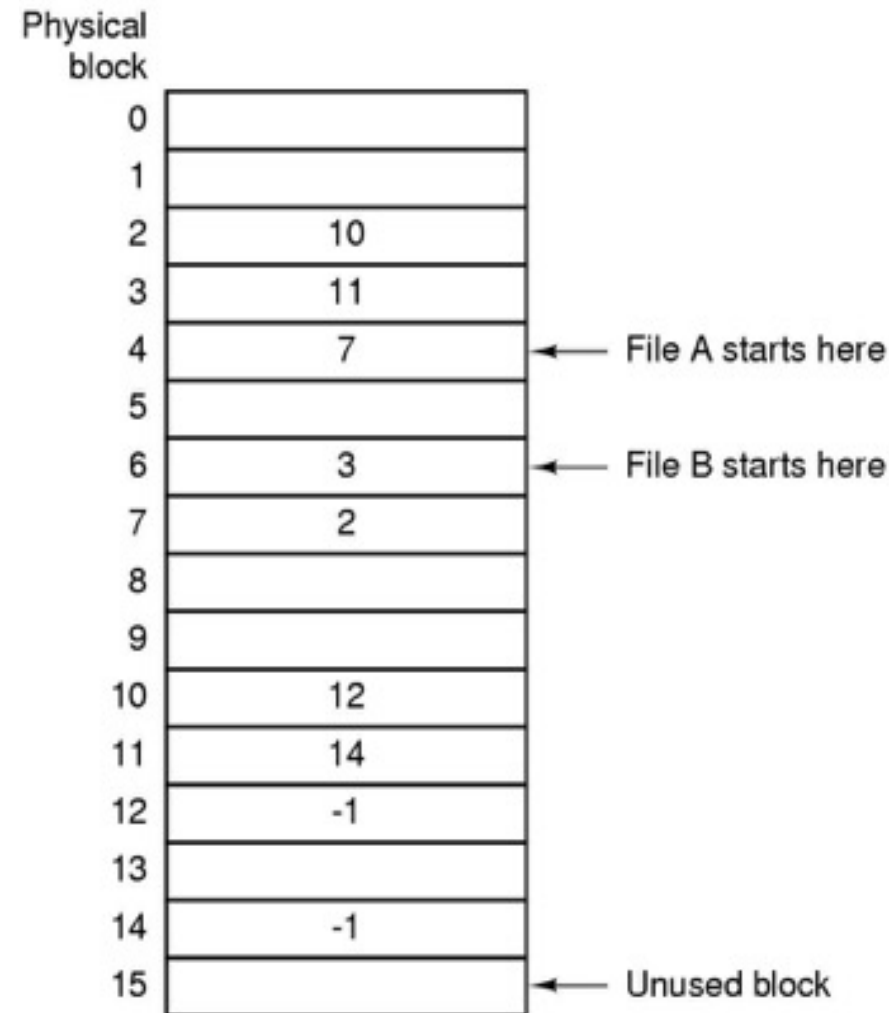 Physical
block
0
1
2 10
3 11
4 7 File A starts here
5
6 3 File B starts here
7 2
8
9
10 12
11 14
12 -1
13
14 -1
15 Unused block